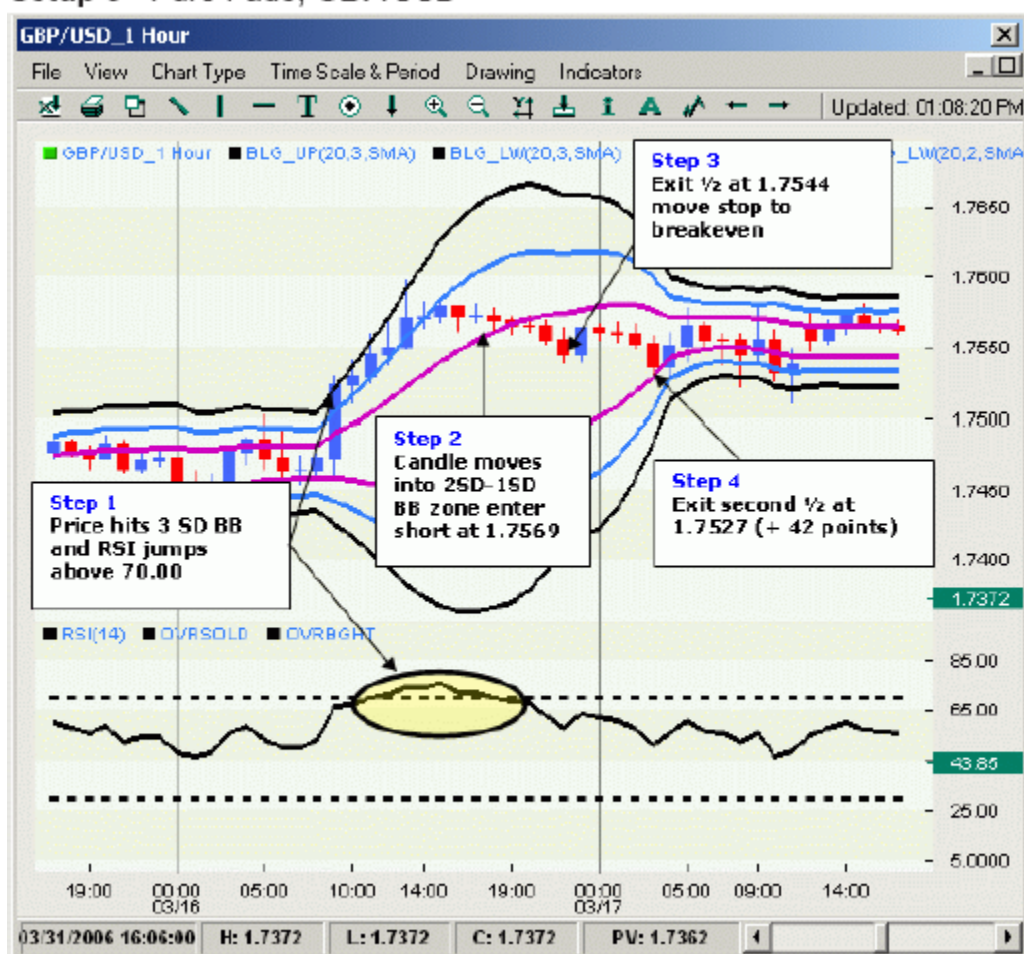 GBP/USD_1 Hour
File View Chart Type Time Scale & Period Drawing Indicators
Updated: 01:08:20 PM
GBP/USD_1 Hour BLG_UP(20,3,SMA) BLG_LW(20,3,SMA) _LW(20,2,SMA
Step 3
Exit ½ at 1.7544
move stop to
breakeven
1.7650
1.7600
1.7550
1.7500
1.7450
1.7400
1.7372
Step 2
Candle moves
into 2SD-1SD
BB zone enter
short at 1.7569
Step 4
Exit second ½ at
1.7527 (+ 42 points)
Step 1
Price hits 3 SD BB
and RSI jumps
above 70.00
RSI(14) OVRSOLD OVRBGHT
85.00
65.00
43.85
25.00
5.0000
19:00 00:00 05:00 10:00 14:00 19:00 00:00 05:00 09:00 14:00
03/16 03/17
03/31/2006 16:06:00 H: 1.7372 L: 1.7372 C: 1.7372 PV: 1.7362